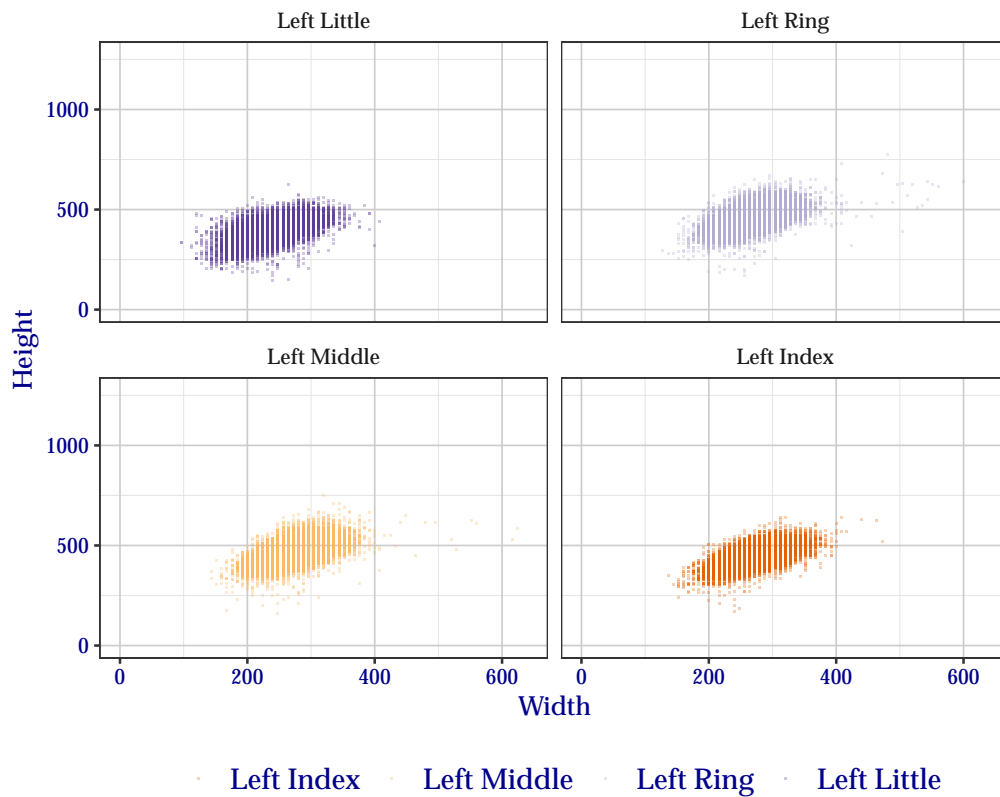 Left Little
Left Ring
1000
500
0
Height
Left Middle
Left Index
1000
500
0
0 200 400 600
0 200 400 600
Width
Left Index Left Middle Left Ring Left Little